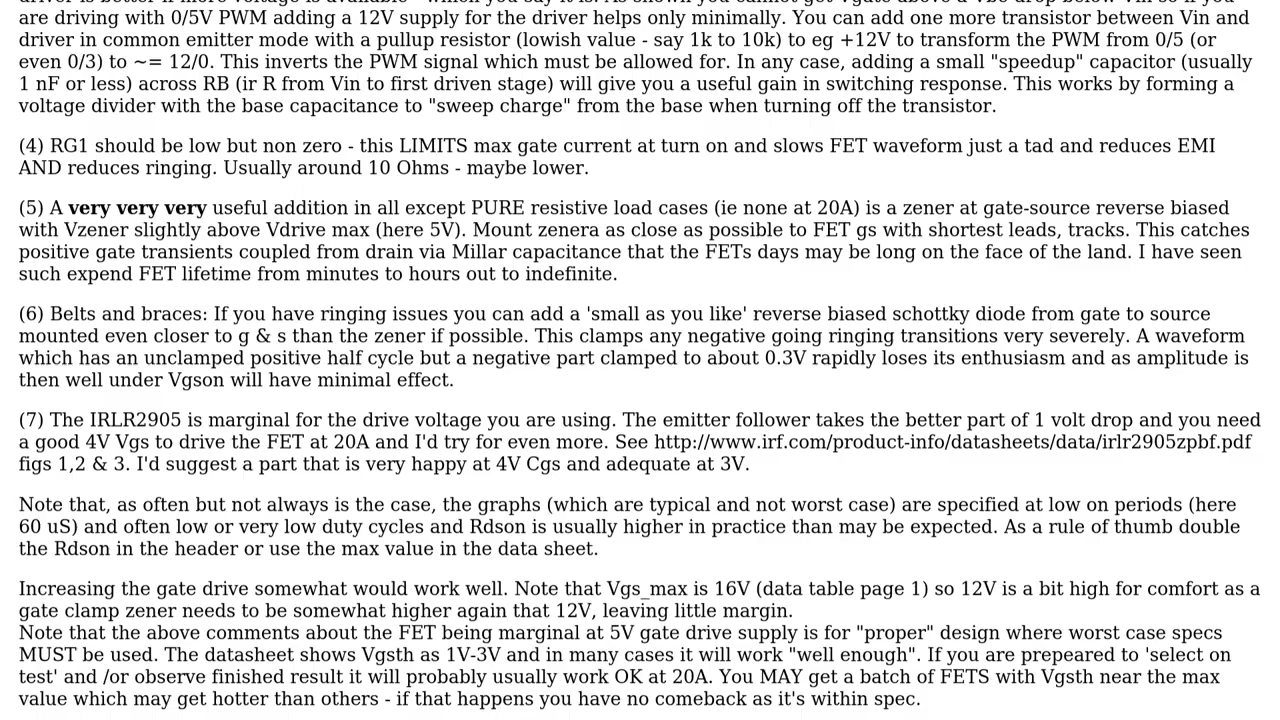 are driving with 0/5V PWM adding a 12V supply for the driver helps only minimally. You can add one more transistor between Vin and
driver in common emitter mode with a pullup resistor (lowish value - say 1k to 10k) to eg +12V to transform the PWM from 0/5 (or
even 0/3) to ~= 12/0. This inverts the PWM signal which must be allowed for. In any case, adding a small "speedup" capacitor (usually
1 nF or less) across RB (ir R from Vin to first driven stage) will give you a useful gain in switching response. This works by forming a
voltage divider with the base capacitance to "sweep charge" from the base when turning off the transistor.
(4) RG1 should be low but non zero - this LIMITS max gate current at turn on and slows FET waveform just a tad and reduces EMI
AND reduces ringing. Usually around 10 Ohms - maybe lower.
(5) A very very very useful addition in all except PURE resistive load cases (ie none at 20A) is a zener at gate-source reverse biased
with Vzener slightly above Vdrive max (here 5V). Mount zenera as close as possible to FET gs with shortest leads, tracks. This catches
positive gate transients coupled from drain via Millar capacitance that the FETs days may be long on the face of the land. I have seen
such expend FET lifetime from minutes to hours out to indefinite.
(6) Belts and braces: If you have ringing issues you can add a 'small as you like' reverse biased schottky diode from gate to source
mounted even closer to g & s than the zener if possible. This clamps any negative going ringing transitions very severely. A waveform
which has an unclamped positive half cycle but a negative part clamped to about 0.3V rapidly loses its enthusiasm and as amplitude is
then well under Vgson will have minimal effect.
(7) The IRLR2905 is marginal for the drive voltage you are using. The emitter follower takes the better part of 1 volt drop and you need
a good 4V Vgs to drive the FET at 20A and I'd try for even more. See http://www.irf.com/product-info/datasheets/data/irlr2905zpbf.pdf
figs 1,2 & 3. I'd suggest a part that is very happy at 4V Cgs and adequate at 3V.
Note that, as often but not always is the case, the graphs (which are typical and not worst case) are specified at low on periods (here
60 uS) and often low or very low duty cycles and Rdson is usually higher in practice than may be expected. As a rule of thumb double
the Rdson in the header or use the max value in the data sheet.
Increasing the gate drive somewhat would work well. Note that Vgs_max is 16V (data table page 1) so 12V is a bit high for comfort as a
gate clamp zener needs to be somewhat higher again that 12V, leaving little margin.
Note that the above comments about the FET being marginal at 5V gate drive supply is for "proper" design where worst case specs
MUST be used. The datasheet shows Vgsth as 1V-3V and in many cases it will work "well enough". If you are prepeared to 'select on
test' and /or observe finished result it will probably usually work OK at 20A. You MAY get a batch of FETS with Vgsth near the max
value which may get hotter than others - if that happens you have no comeback as it's within spec.